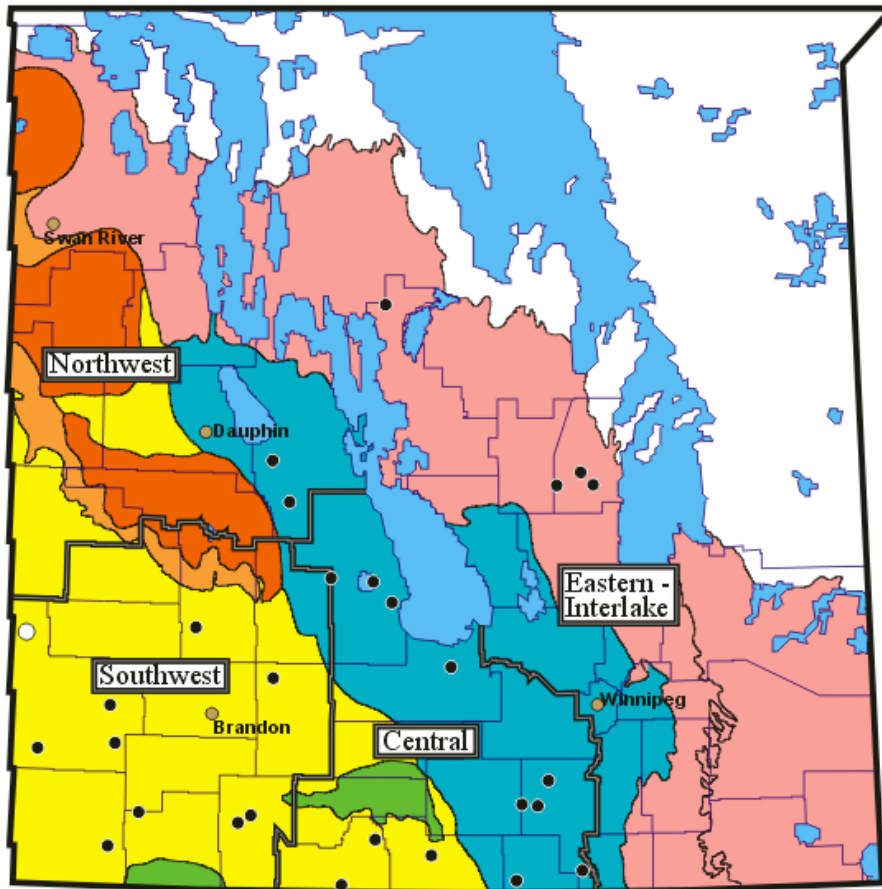 Swan River
Northwest
Dauphin
Eastern -
Interlake
Southwest
Winnipeg
Brandon
Central